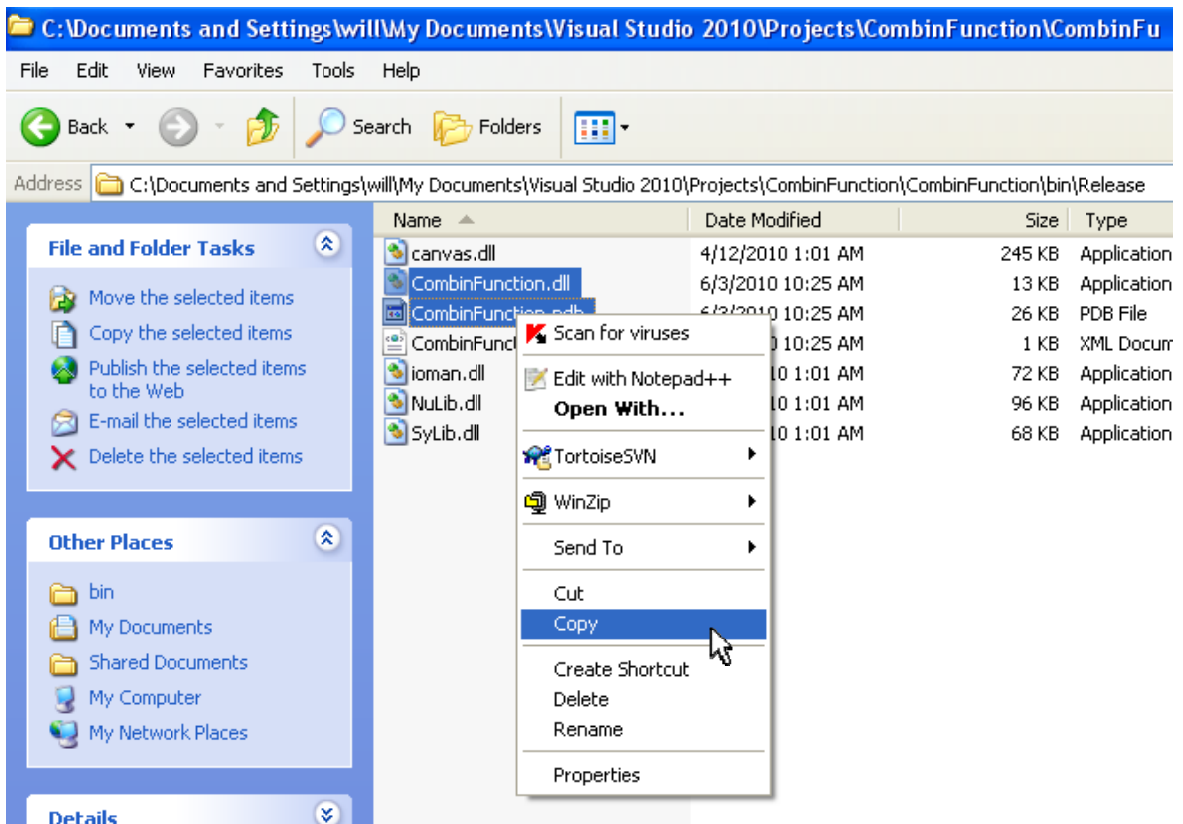 C:\Documents and Settings\will\My Documents\Visual Studio 2010\Projects\CombinFunction\CombinFu
File Edit View Favorites Tools Help
Back Search Folders
Address C:\Documents and Settings\will\My Documents\Visual Studio 2010\Projects\CombinFunction\CombinFunction\bin\Release
File and Folder Tasks
Move the selected items
Copy the selected items
Publish the selected items
to the Web
E-mail the selected items
Delete the selected items
Other Places
bin
My Documents
Shared Documents
My Computer
My Network Places
Details
Name Date Modified Size Type
canvas.dll 4/12/2010 1:01 AM 245 KB Application
CombinFunction.dll 6/3/2010 10:25 AM 13 KB Application
CombinFunction.pdb 6/3/2010 10:25 AM 26 KB PDB File
CombinFunct 10:25 AM 1 KB XML Docum
ioman.dll 10 1:01 AM 72 KB Application
NuLib.dll 10 1:01 AM 96 KB Application
SyLib.dll 10 1:01 AM 68 KB Application
Scan for viruses
Edit with Notepad++
Open With...
TortoiseSVN
WinZip
Send To
Cut
Copy
Create Shortcut
Delete
Rename
Properties